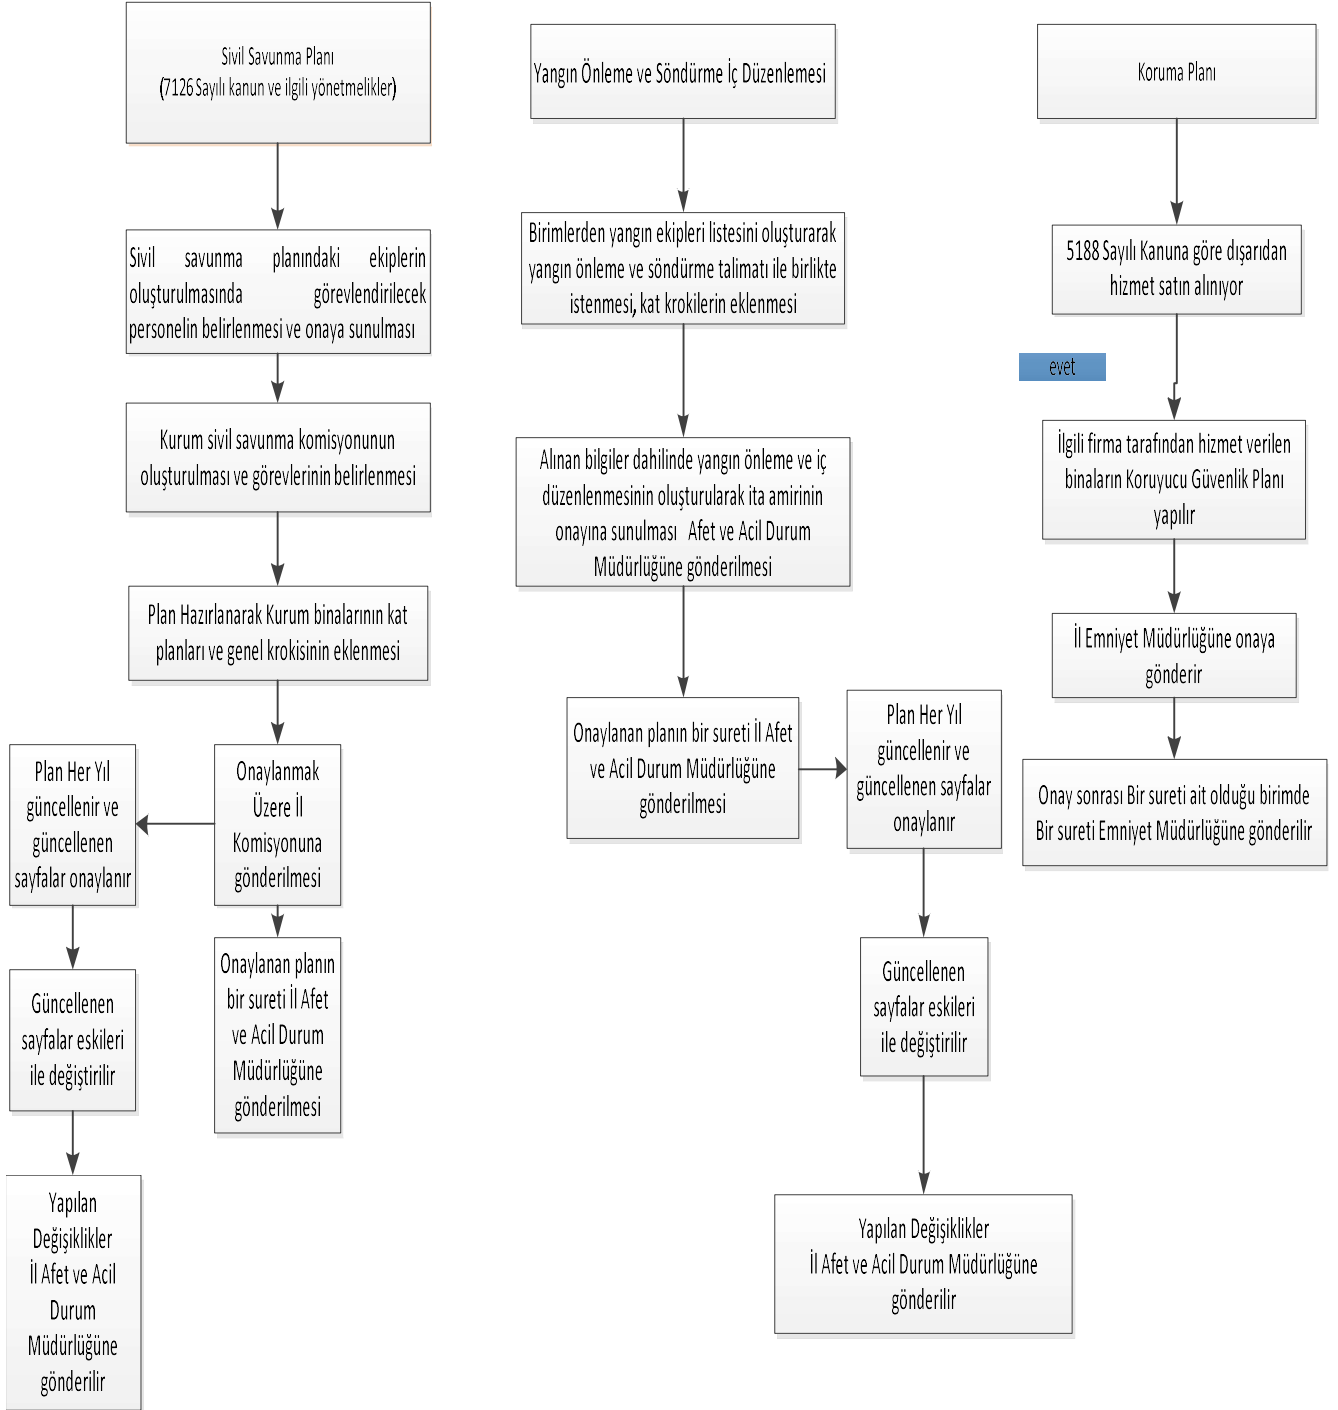 Sivil Savunma Planı
(7126 Sayılı kanun ve ilgili yönetmelikler)
Sivil savunma planındaki ekiplerin
oluşturulmasında görevlendirilecek
personelin belirlenmesi ve onaya sunulması
Kurum sivil savunma komisyonunun
oluşturulması ve görevlerinin belirlenmesi
Plan Hazırlanarak Kurum binalarının kat
planları ve genel krokisinin eklenmesi
Onaylanmak
Üzere İl
Komisyonuna
gönderilmesi
Onaylanan planın
bir sureti İl Afet
ve Acil Durum
Müdürlüğüne
gönderilmesi
Plan Her Yıl
güncellenir ve
güncellenen
sayfalar onaylanır
Güncellenen
sayfalar eskileri
ile değiştirilir
Yapılan
Değişiklikler
İl Afet ve Acil
Durum
Müdürlüğüne
gönderilir
Yangın Önleme ve Söndürme İç Düzenlemesi
Birimlerden yangın ekipleri listesini oluşturarak
yangın önleme ve söndürme talimatı ile birlikte
istenmesi, kat krokilerin eklenmesi
Alınan bilgiler dahilinde yangın önleme ve iç
düzenlenmesinin oluşturularak ita amirinin
onayına sunulması Afet ve Acil Durum
Müdürlüğüne gönderilmesi
Onaylanan planın bir sureti İl Afet
ve Acil Durum Müdürlüğüne
gönderilmesi
Plan Her Yıl
güncellenir ve
güncellenen sayfalar
onaylanır
Güncellenen
sayfalar eskileri
ile değiştirilir
Yapılan Değişiklikler
İl Afet ve Acil Durum Müdürlüğüne
gönderilir
Koruma Planı
5188 Sayılı Kanuna göre dışarıdan
hizmet satın alınıyor
evet
İlgili firma tarafından hizmet verilen
binaların Koruyucu Güvenlik Planı
yapılır
İl Emniyet Müdürlüğüne onaya
gönderir
Onay sonrası Bir sureti ait olduğu birimde
Bir sureti Emniyet Müdürlüğüne gönderilir